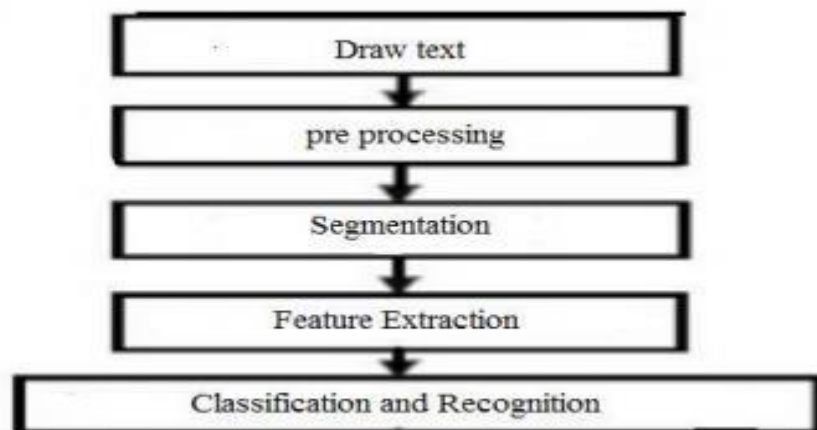 Draw text
pre processing
Segmentation
Feature Extraction
Classification and Recognition